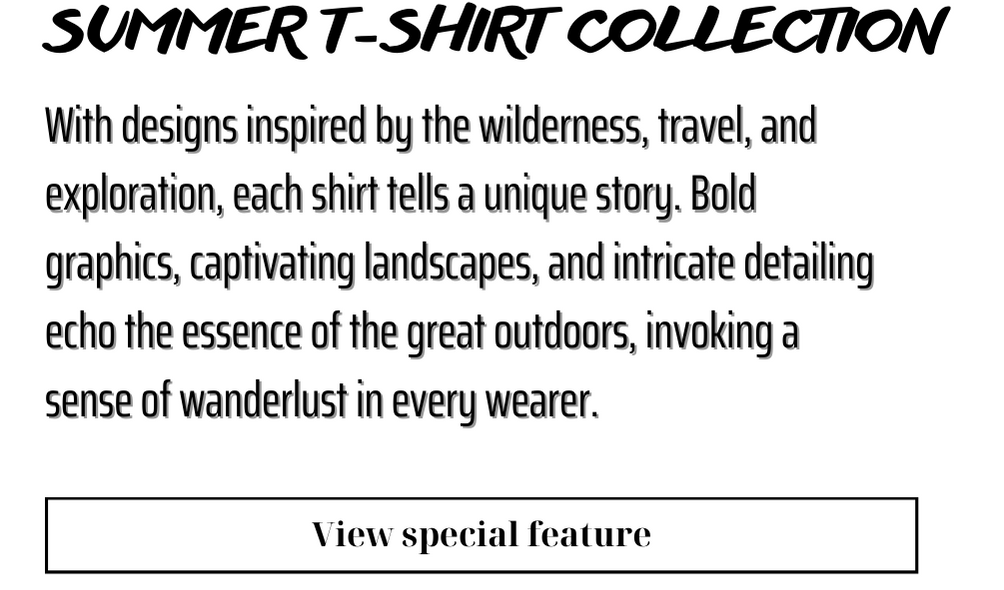 SUMMER T-SHIRT COLLECTION
With designs inspired by the wilderness, travel, and
exploration, each shirt tells a unique story. Bold
graphics, captivating landscapes, and intricate detailing
echo the essence of the great outdoors, invoking a
sense of wanderlust in every wearer.
View special feature